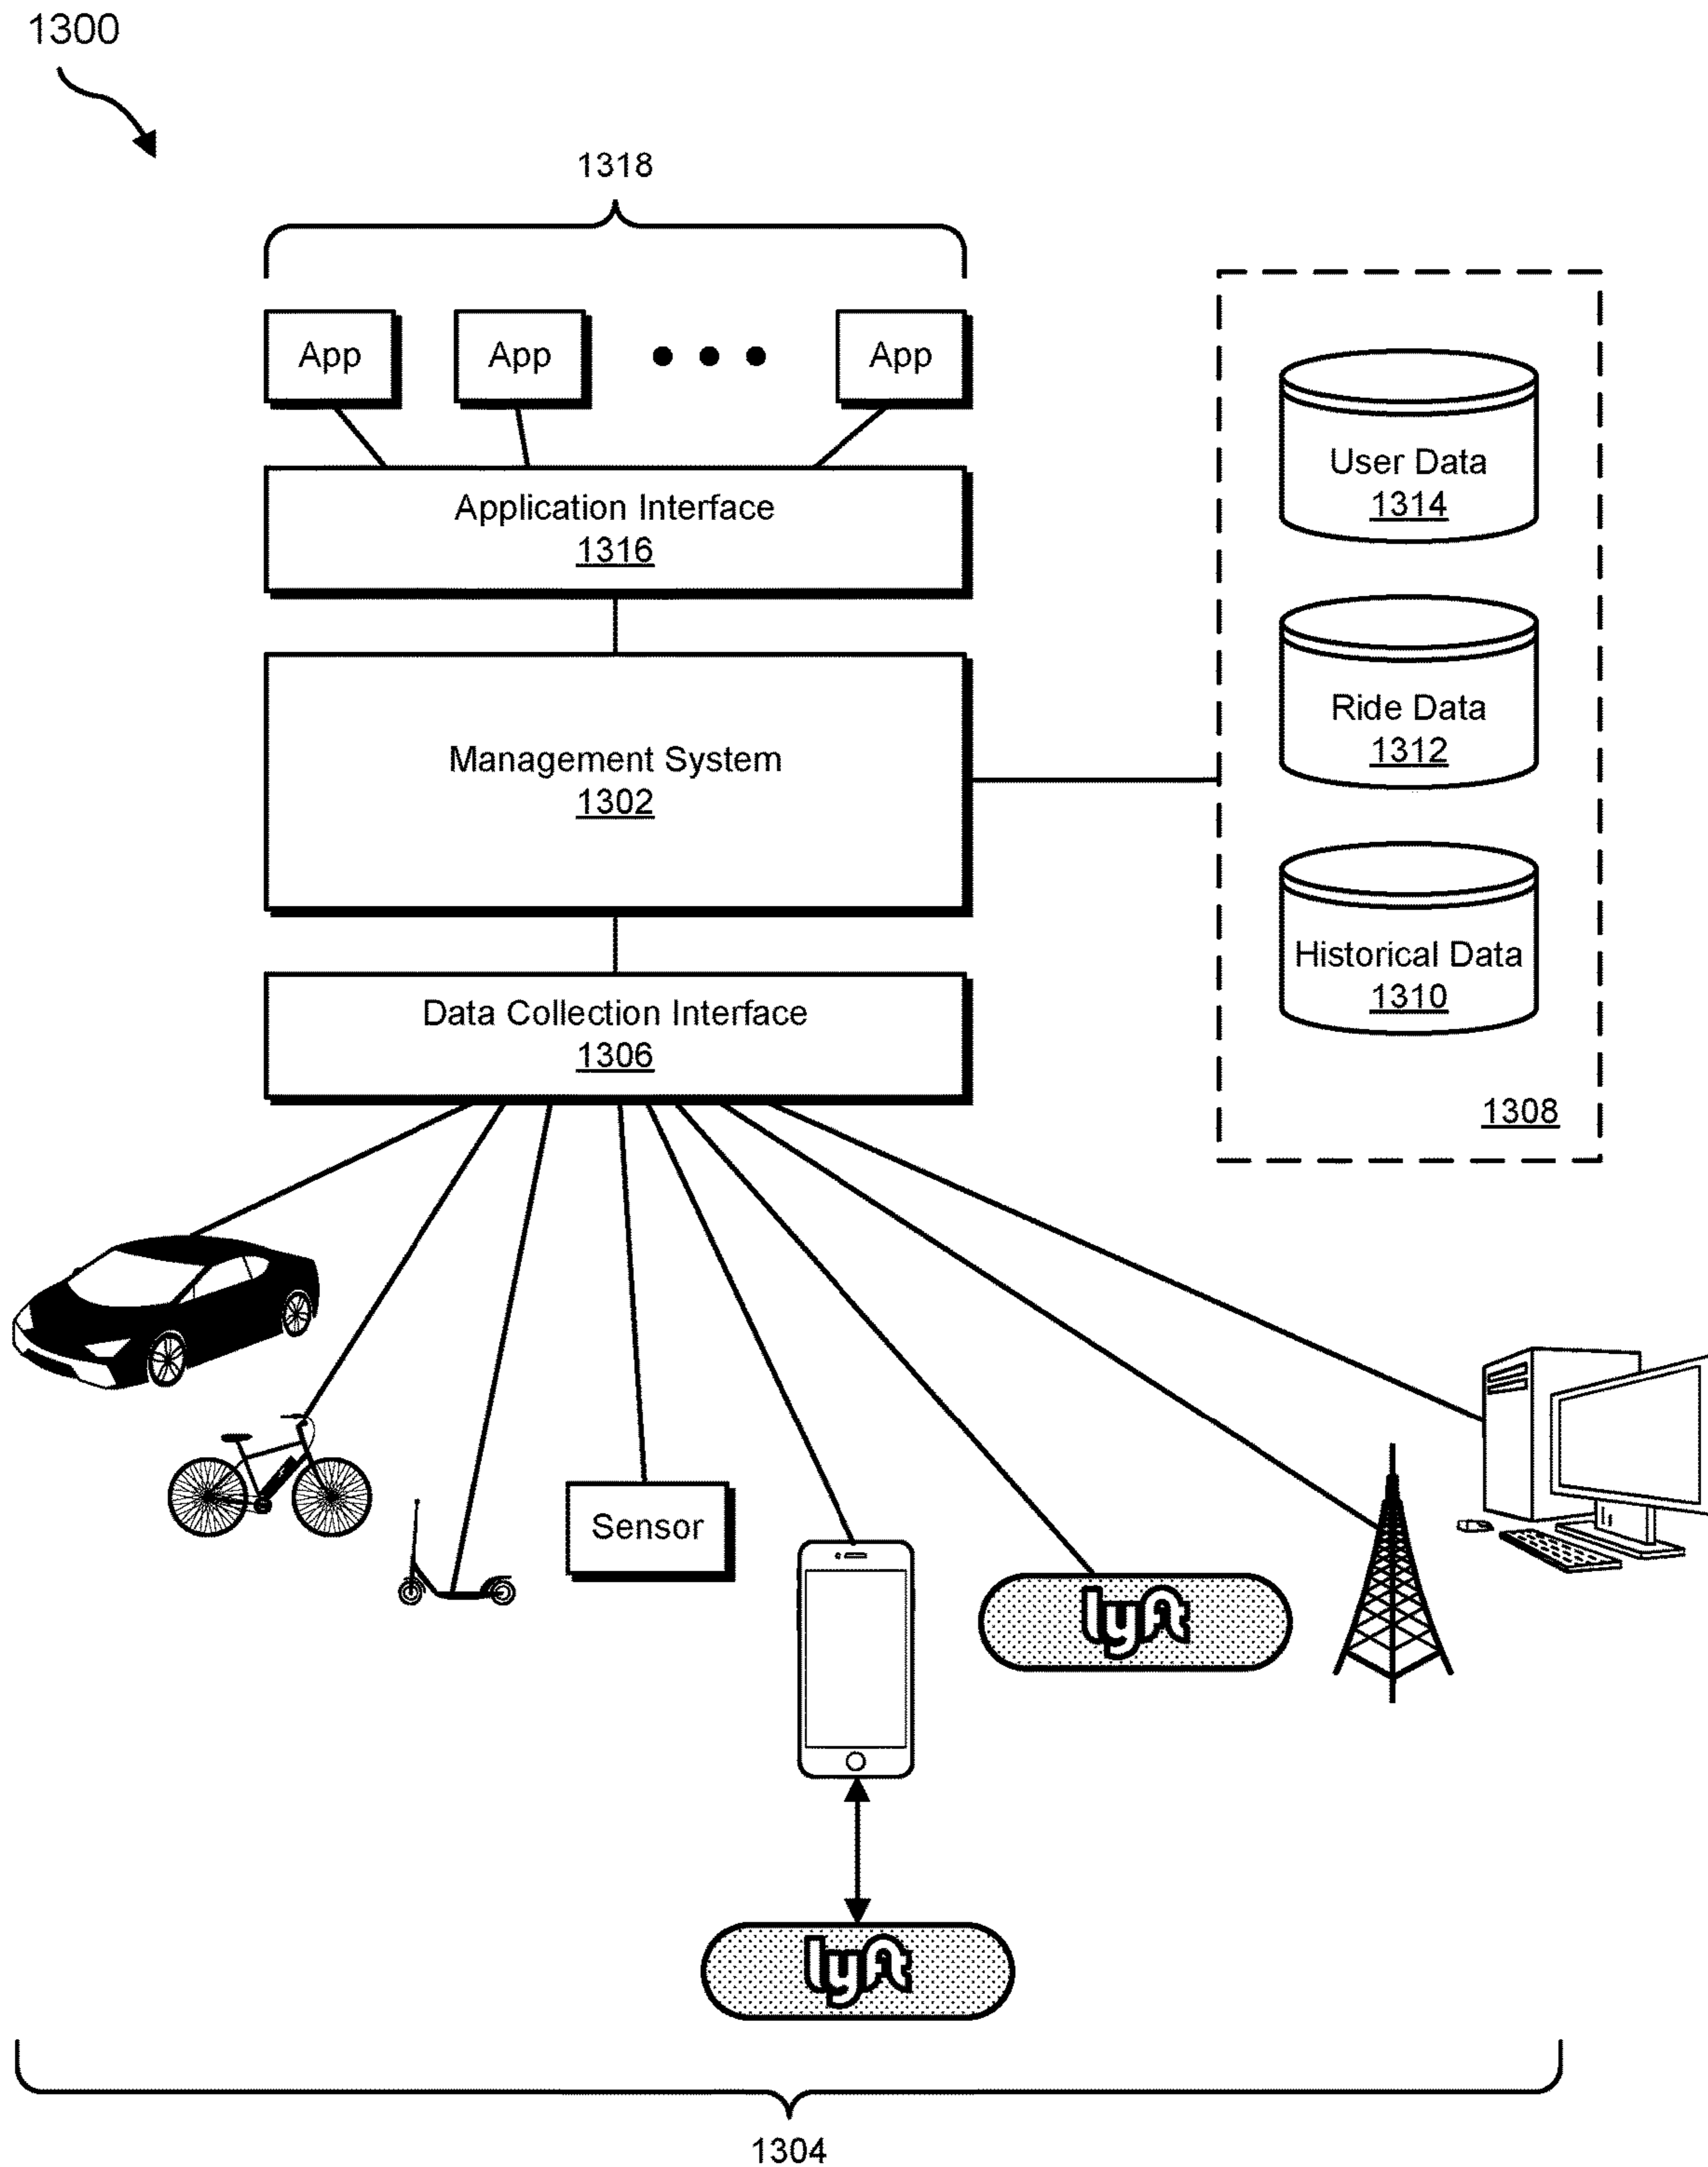 1300
1318
App
App
App
Application Interface
1316
Management System
1302
Data Collection Interface
1306
User Data
1314
Ride Data
1312
Historical Data
1310
1308
Sensor
lyft
lyft
1304